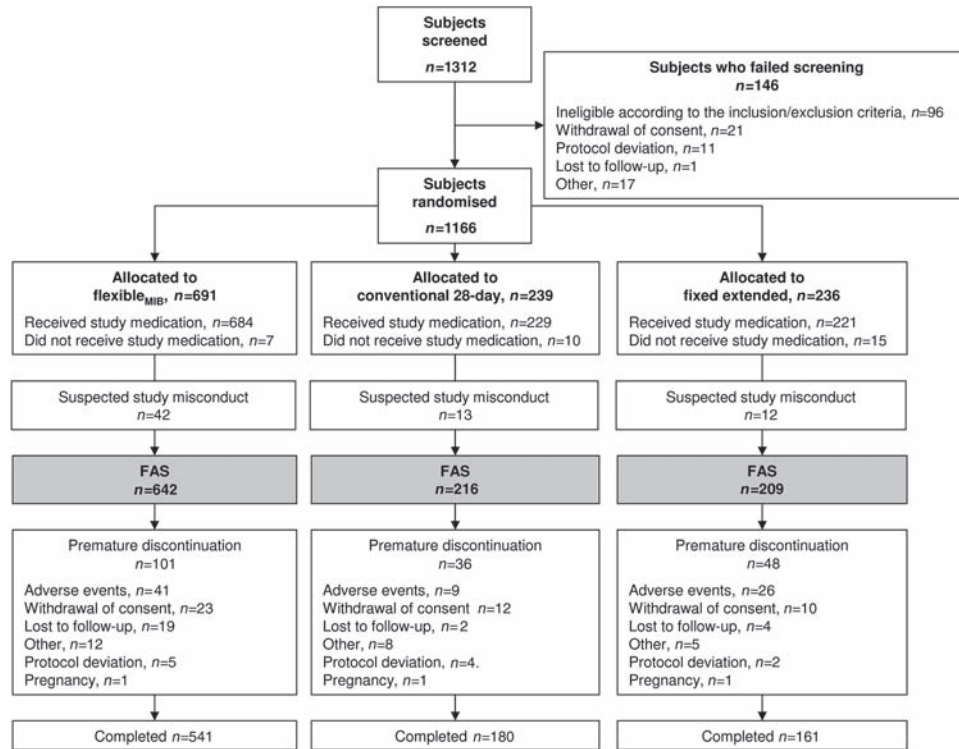 Subjects
screened
n=1312
Subjects who failed screening
n=146
Ineligible according to the inclusion/exclusion criteria, n=96
Withdrawal of consent, n=21
Protocol deviation, n=11
Lost to follow-up, n=1
Other, n=17
Subjects
randomised
n=1166
Allocated to
flexibleMIB, n=691
Received study medication, n=684
Did not receive study medication, n=7
Allocated to
conventional 28-day, n=239
Received study medication, n=229
Did not receive study medication, n=10
Allocated to
fixed extended, n=236
Received study medication, n=221
Did not receive study medication, n=15
Suspected study misconduct
n=42
Suspected study misconduct
n=13
Suspected study misconduct
n=12
FAS
n=642
FAS
n=216
FAS
n=209
Premature discontinuation
n=101
Adverse events, n=41
Withdrawal of consent, n=23
Lost to follow-up, n=19
Other, n=12
Protocol deviation, n=5
Pregnancy, n=1
Premature discontinuation
n=36
Adverse events, n=9
Withdrawal of consent n=12
Lost to follow-up, n=2
Other, n=8
Protocol deviation, n=4.
Pregnancy, n=1
Premature discontinuation
n=48
Adverse events, n=26
Withdrawal of consent, n=10
Lost to follow-up, n=4
Other, n=5
Protocol deviation, n=2
Pregnancy, n=1
Completed n=541
Completed n=180
Completed n=161